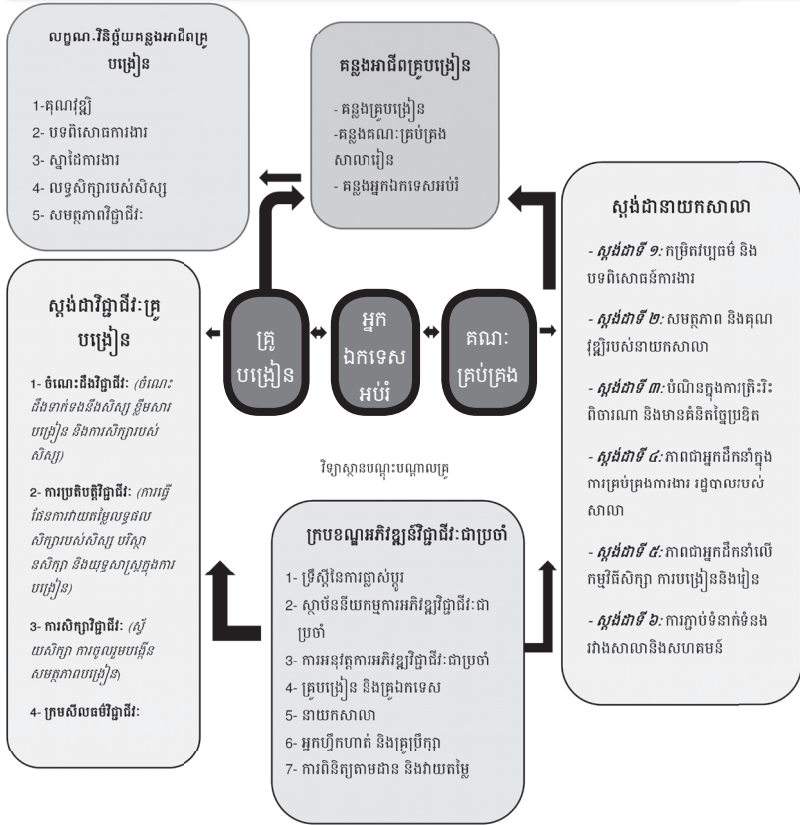 លក្ខណៈវិនិច្ឆ័យគន្លងអាជីពគ្រូ
បង្រៀន
1-គុណវុឌ្ឍិ
2- បទពិសោធការងារ
3- ស្នាដៃការងារ
4- លទ្ធសិក្សារបស់សិស្ស
5- សមត្ថភាពវិជ្ជាជីវៈ
គន្លងអាជីពគ្រូបង្រៀន
- គន្លងគ្រូបង្រៀន
-គន្លងគណៈគ្រប់គ្រង
សាលារៀន
- គន្លងអ្នកឯកទេសអប់រំ
ស្តង់ដានាយកសាលា
- ស្តង់ដាទី ១: កម្រិតវប្បធម៌ និង
បទពិសោធន៍ការងារ
- ស្តង់ដាទី ២: សមត្ថភាព និងគុណ
វុឌ្ឍិរបស់នាយកសាលា
- ស្តង់ដាទី ៣: បំណិនក្នុងការត្រិះរិះ
ពិចារណា និងមានគំនិតច្នៃប្រឌិត
- ស្តង់ដាទី ៤: ភាពជាអ្នកដឹកនាំក្នុង
ការគ្រប់គ្រងការងារ រដ្ឋបាលរបស់
សាលា
- ស្តង់ដាទី ៥: ភាពជាអ្នកដឹកនាំលើ
កម្មវិធីសិក្សា ការបង្រៀននិងរៀន
- ស្តង់ដាទី ៦: ការភ្ជាប់ទំនាក់ទំនង
រវាងសាលានិងសហគមន៍
ស្តង់ដាវិជ្ជាជីវៈគ្រូ
បង្រៀន
1- ចំណេះដឹងវិជ្ជាជីវៈ (ចំណេះ
ដឹងទាក់ទងនឹងសិស្ស ខ្លឹមសារ
បង្រៀន និងការសិក្សារបស់
សិស្ស)
2- ការប្រតិបត្តិវិជ្ជាជីវៈ (ការធ្វើ
ផែនការវាយតម្លៃលទ្ធផល
សិក្សារបស់សិស្ស បរិស្ថា
នសិក្សា និងយុទ្ធសាស្ត្រក្នុងការ
បង្រៀន)
3- ការសិក្សាវិជ្ជាជីវៈ (ស្វ័
យសិក្សា ការចូលរួមបង្កើន
សមត្ថភាពបង្រៀន)
4- ក្រមសីលធម៌វិជ្ជាជីវៈ
គ្រូ
បង្រៀន
អ្នក
ឯកទេស
អប់រំ
គណៈ
គ្រប់គ្រង
វិទ្យាស្ថានបណ្តុះបណ្តាលគ្រូ
ក្របខណ្ឌអភិវឌ្ឍន៍វិជ្ជាជីវៈជាប្រចាំ
1- ទ្រឹស្តីនៃការផ្លាស់ប្តូរ
2- ស្ថាប័ននីយកម្មការអភិវឌ្ឍវិជ្ជាជីវៈជា
ប្រចាំ
3- ការអនុវត្តការអភិវឌ្ឍវិជ្ជាជីវៈជាប្រចាំ
4- គ្រូបង្រៀន និងគ្រូឯកទេស
5- នាយកសាលា
6- អ្នកហ្វឹកហាត់ និងគ្រូប្រឹក្សា
7- ការពិនិត្យតាមដាន និងវាយតម្លៃ